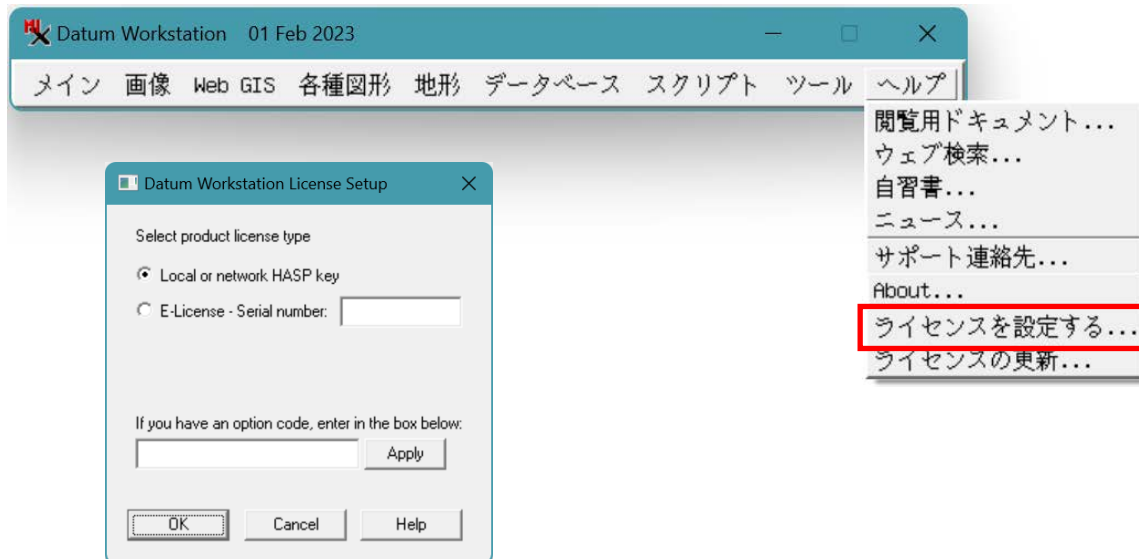 Datum Workstation 01 Feb 2023
メイン 画像 Web GIS 各種図形 地形 データベース スクリプト ツール ヘルプ
閲覧用ドキュメント...
ウェブ検索...
自習書...
ニュース...
サポート連絡先...
About...
ライセンスを設定する...
ライセンスの更新...
Datum Workstation License Setup
Select product license type
Local or network HASP key
E-License - Serial number:
If you have an option code, enter in the box below:
Apply
OK Cancel Help